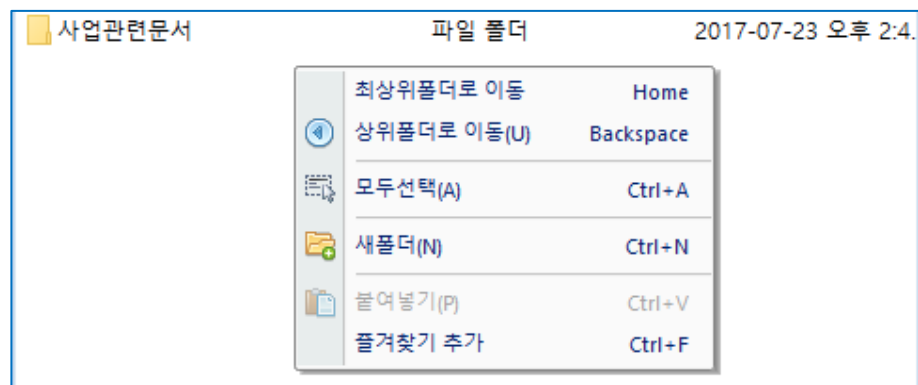 사업관련문서 파일 폴더 2017-07-23 오후 2:4.
최상위폴더로 이동 Home
상위폴더로 이동(U) Backspace
모두선택(A) Ctrl+A
새폴더(N) Ctrl+N
붙여넣기(P) Ctrl+V
즐겨찾기 추가 Ctrl+F